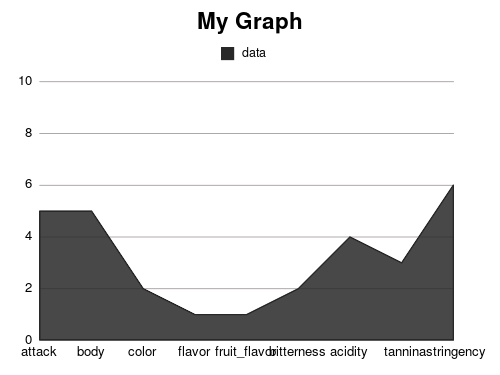 My Graph
data
10
8
6
4
2
0
attack body color flavor fruit_flavor bitterness acidity tannin astringency